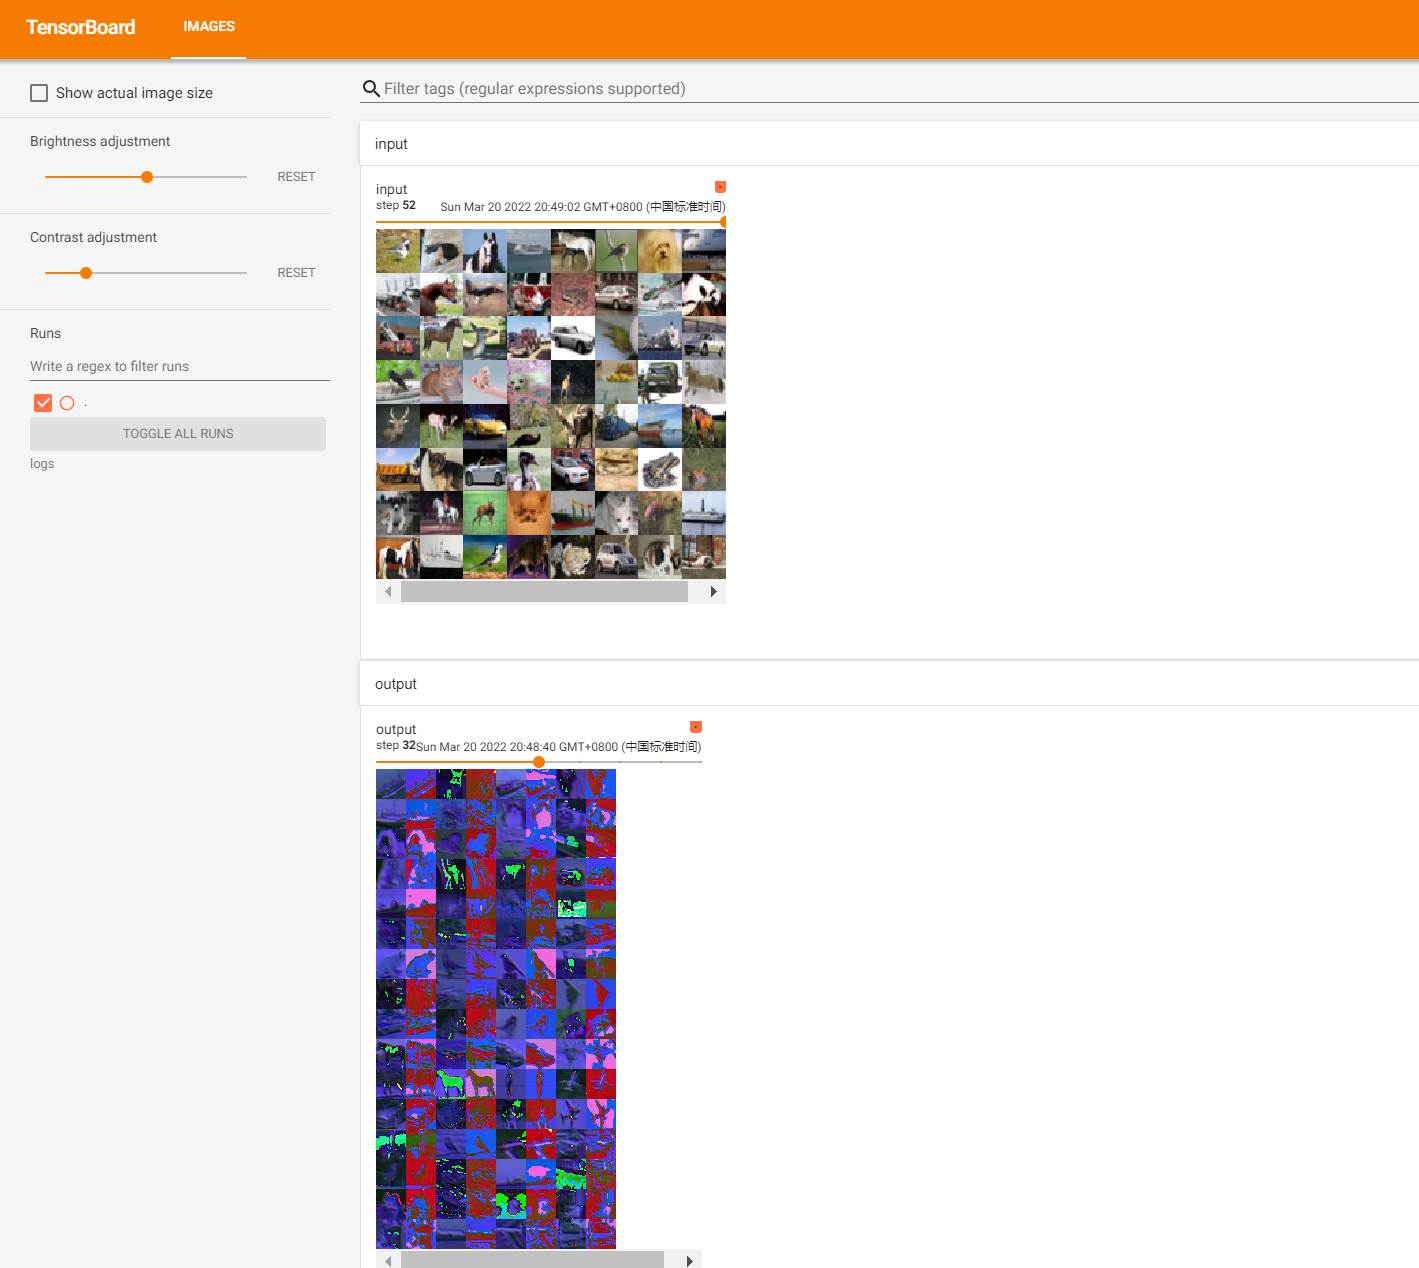 TensorBoard
IMAGES
Show actual image size
Brightness adjustment
RESET
Contrast adjustment
RESET
Runs
Write a regex to filter runs
.
TOGGLE ALL RUNS
logs
Filter tags (regular expressions supported)
input
input
step 52 Sun Mar 20 2022 20:49:02 GMT+0800 (中国标准时间)
output
output
step 32 Sun Mar 20 2022 20:48:40 GMT+0800 (中国标准时间)